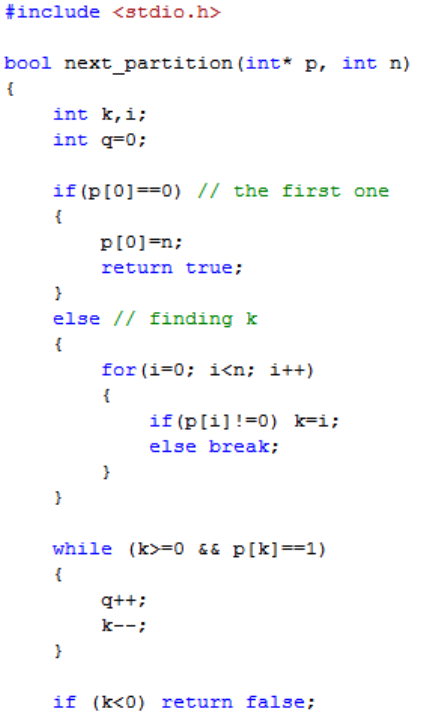 #include <stdio.h>
bool next_partition(int* p, int n)
{
int k,i;
int q=0;
if(p[0]==0) // the first one
{
p[0]=n;
return true;
}
else // finding k
{
for(i=0; i<n; i++)
{
if(p[i]!=0) k=i;
else break;
}
}
while (k>=0 && p[k]==1)
{
q++;
k--;
}
if (k<0) return false;